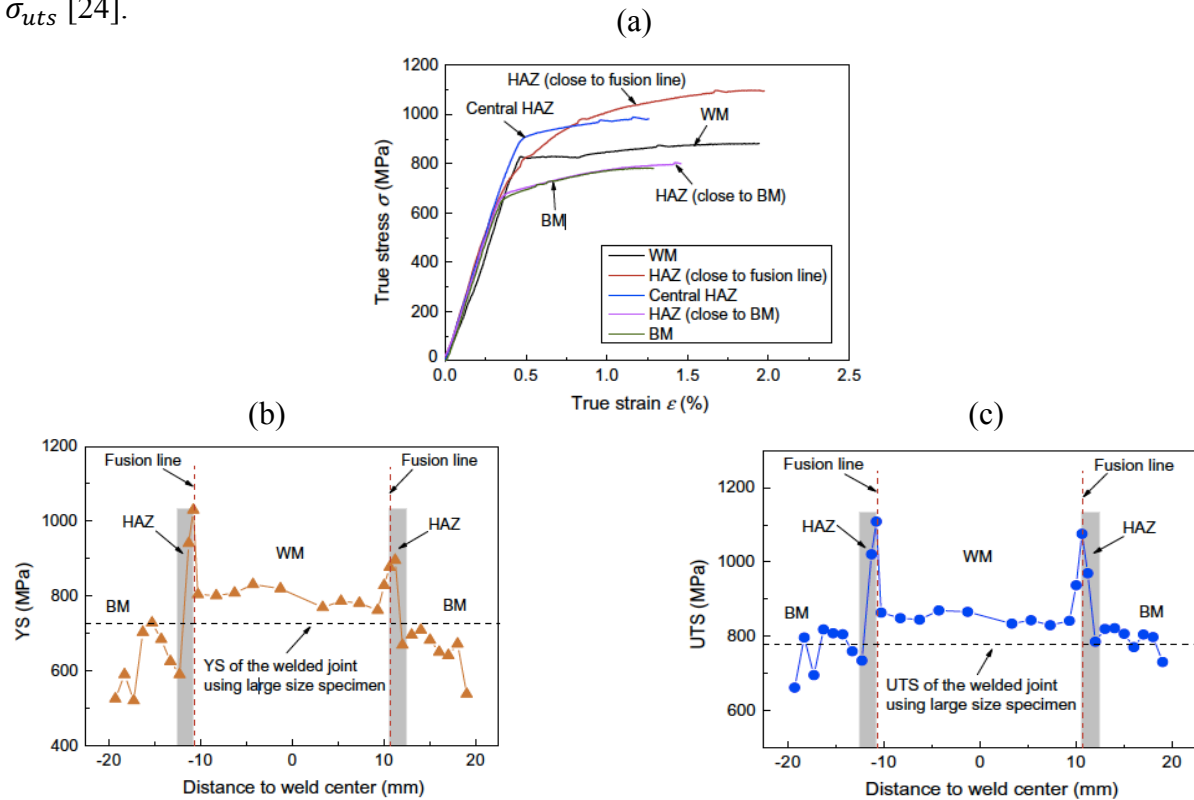 σ_uts [24].
(a)
1200
1000
800
600
400
200
0
True stress σ (MPa)
HAZ (close to fusion line)
Central HAZ
WM
HAZ (close to BM)
BM
WM
HAZ (close to fusion line)
Central HAZ
HAZ (close to BM)
BM
0.0 0.5 1.0 1.5 2.0 2.5
True strain ε (%)
(b)
1200
1000
800
600
400
YS (MPa)
Fusion line
Fusion line
HAZ
HAZ
WM
BM
BM
YS of the welded joint
using large size specimen
-20 -10 0 10 20
Distance to weld center (mm)
(c)
1200
1000
800
600
UTS (MPa)
Fusion line
Fusion line
HAZ
HAZ
WM
BM
BM
UTS of the welded joint
using large size specimen
-20 -10 0 10 20
Distance to weld center (mm)